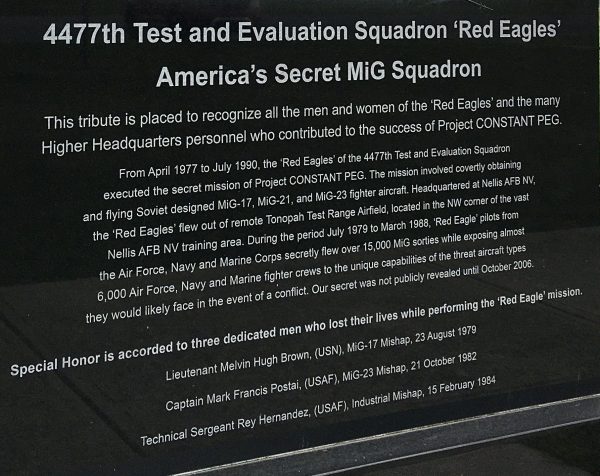 4477th Test and Evaluation Squadron ‘Red Eagles’
America’s Secret MiG Squadron
This tribute is placed to recognize all the men and women of the ‘Red Eagles’ and the many
Higher Headquarters personnel who contributed to the success of Project CONSTANT PEG.
From April 1977 to July 1990, the ‘Red Eagles’ of the 4477th Test and Evaluation Squadron
executed the secret mission of Project CONSTANT PEG. The mission involved covertly obtaining
and flying Soviet designed MiG-17, MiG-21, and MiG-23 fighter aircraft. Headquartered at Nellis AFB NV,
the ‘Red Eagles’ flew out of remote Tonopah Test Range Airfield, located in the NW corner of the vast
Nellis AFB NV training area. During the period July 1979 to March 1988, ‘Red Eagle’ pilots from
the Air Force, Navy and Marine Corps secretly flew over 15,000 MiG sorties while exposing almost
6,000 Air Force, Navy and Marine fighter crews to the unique capabilities of the threat aircraft types
they would likely face in the event of a conflict. Our secret was not publicly revealed until October 2006.
Special Honor is accorded to three dedicated men who lost their lives while performing the ‘Red Eagle’ mission.
Lieutenant Melvin Hugh Brown, (USN), MiG-17 Mishap, 23 August 1979
Captain Mark Francis Postai, (USAF), MiG-23 Mishap, 21 October 1982
Technical Sergeant Rey Hernandez, (USAF), Industrial Mishap, 15 February 1984